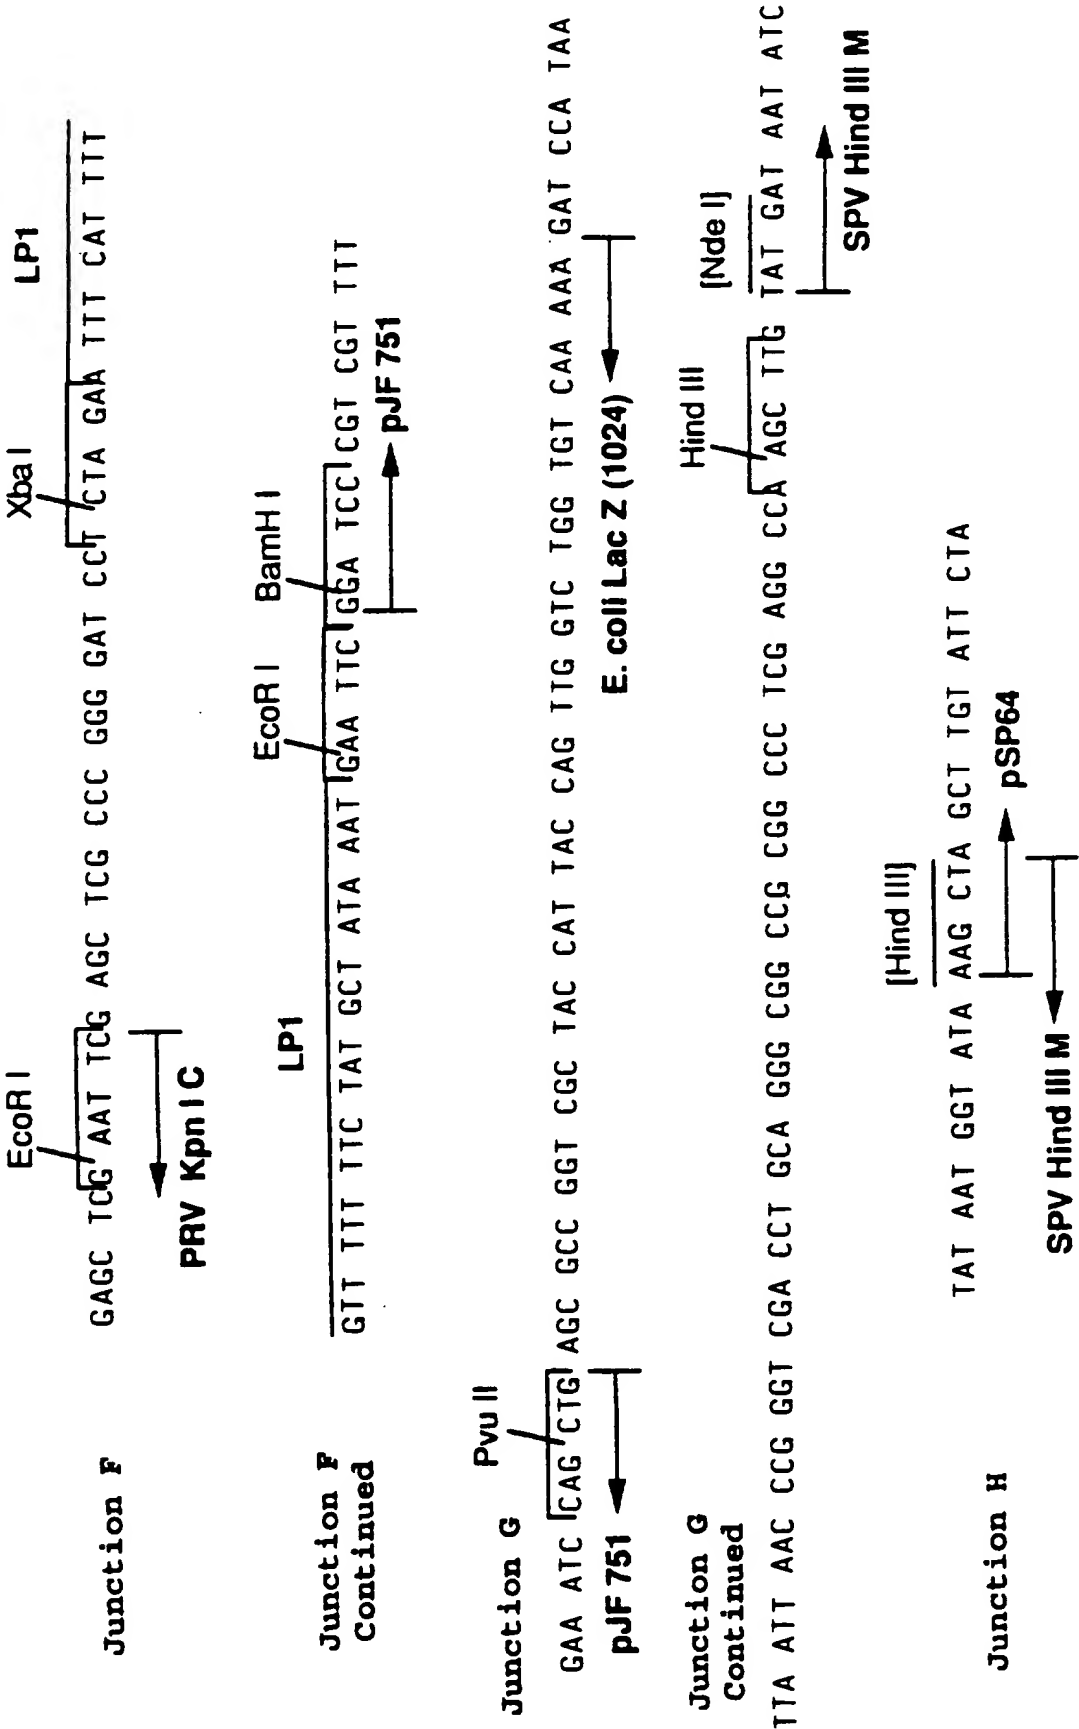 Junction F
EcoR I
Xba I
LP1
GAGC TCG AAT TCG AGC TCG CCC GGG GAT CCT CTA GAA TTT CAT TTT
PRV Kpn I C
Junction F
Continued
LP1
EcoR I
BamH I
GTT TTT TTC TAT GCT ATA AAT GAA TTC GGA TCC CGT CGT TTT
pJF 751
Junction G
Pvu II
GAA ATC CAG CTG AGC GCC GGT CGC TAC CAT TAC CAG TTG GTC TGG TGT CAA AAA GAT CCA TAA
pJF 751
E. coli Lac Z (1024)
Junction G
Continued
Hind III
[Nde I]
TTA ATT AAC CCG GGT CGA CCT GCA GGG CGG CCG CGG CCC TCG AGG CCA AGC TTG TAT GAT AAT ATC
SPV Hind III M
Junction H
[Hind III]
TAT AAT GGT ATA AAG CTA GCT TGT ATT CTA
pSP64
SPV Hind III M